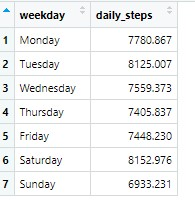 weekday daily_steps
1 Monday 7780.867
2 Tuesday 8125.007
3 Wednesday 7559.373
4 Thursday 7405.837
5 Friday 7448.230
6 Saturday 8152.976
7 Sunday 6933.231